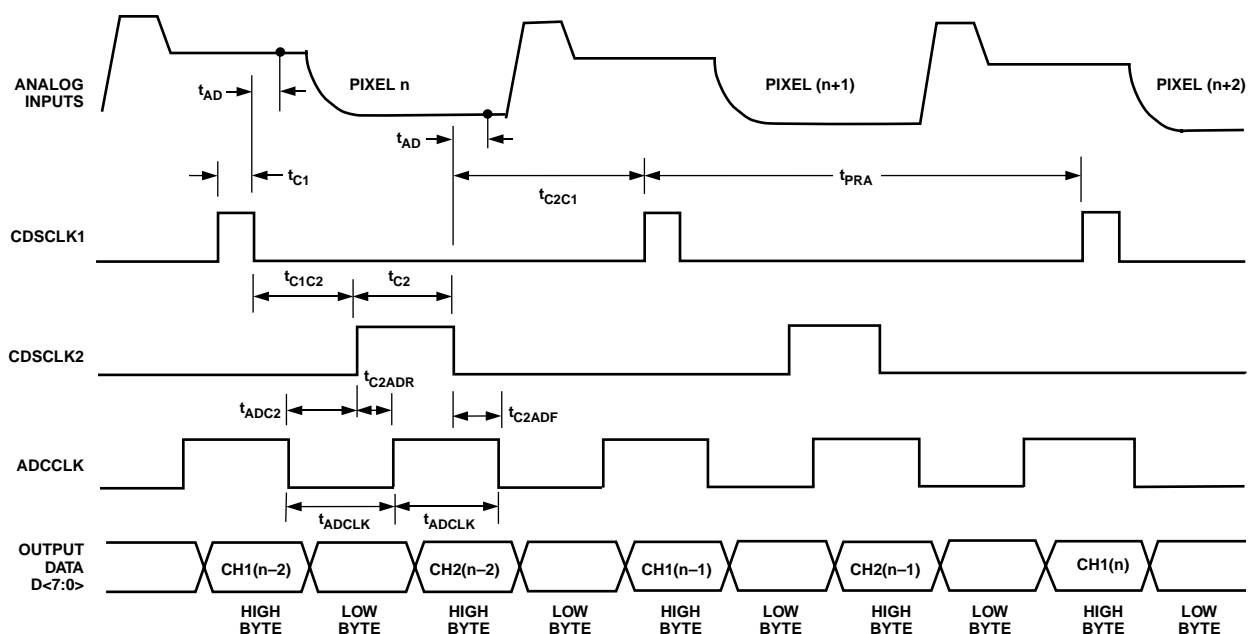 ANALOG
INPUTS
PIXEL n
PIXEL (n+1)
PIXEL (n+2)
tAD
tAD
tC1
tC2C1
tPRA
CDSCLK1
tC1C2
tC2
CDSCLK2
tC2ADR
tADC2
tC2ADF
ADCCLK
tADCLK
tADCLK
OUTPUT
DATA
D<7:0>
CH1(n–2)
CH2(n–2)
CH1(n–1)
CH2(n–1)
CH1(n)
HIGH
BYTE
LOW
BYTE
HIGH
BYTE
LOW
BYTE
HIGH
BYTE
LOW
BYTE
HIGH
BYTE
LOW
BYTE
HIGH
BYTE
LOW
BYTE